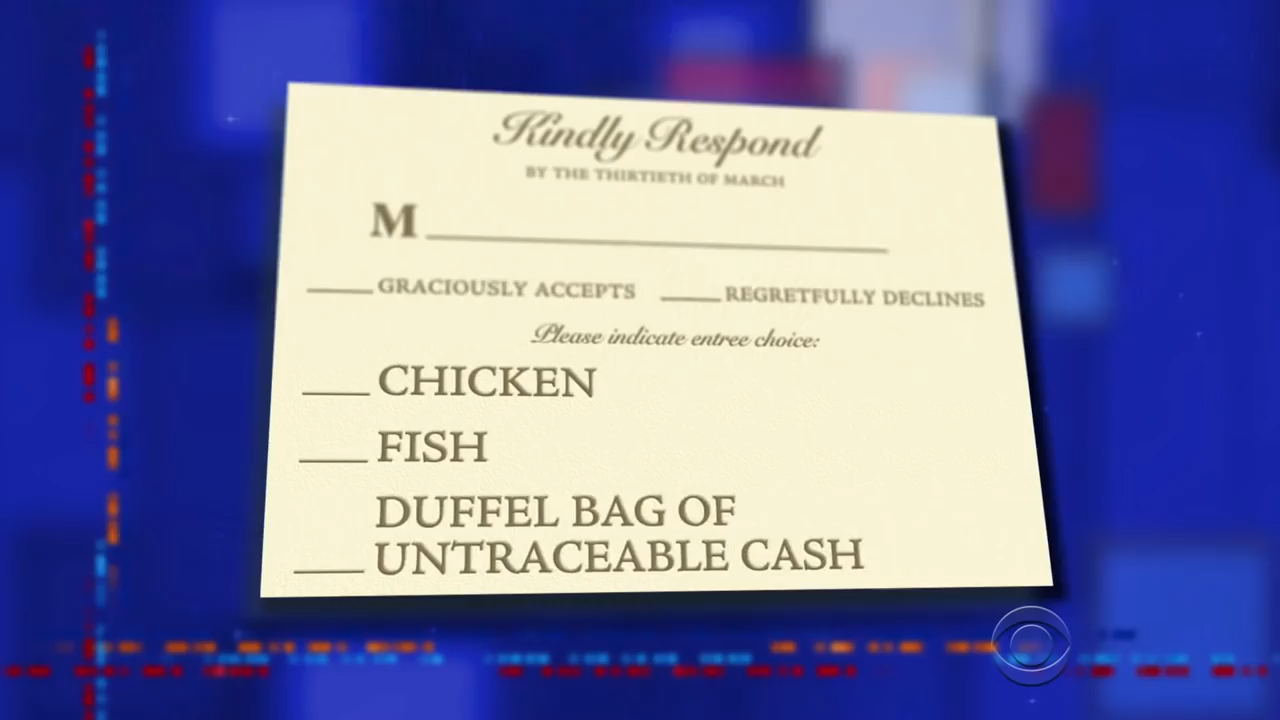 Kindly Respond
BY THE THIRTIETH OF MARCH
M
GRACIOUSLY ACCEPTS REGRETFULLY DECLINES
Please indicate entree choice:
CHICKEN
FISH
DUFFEL BAG OF
UNTRACEABLE CASH